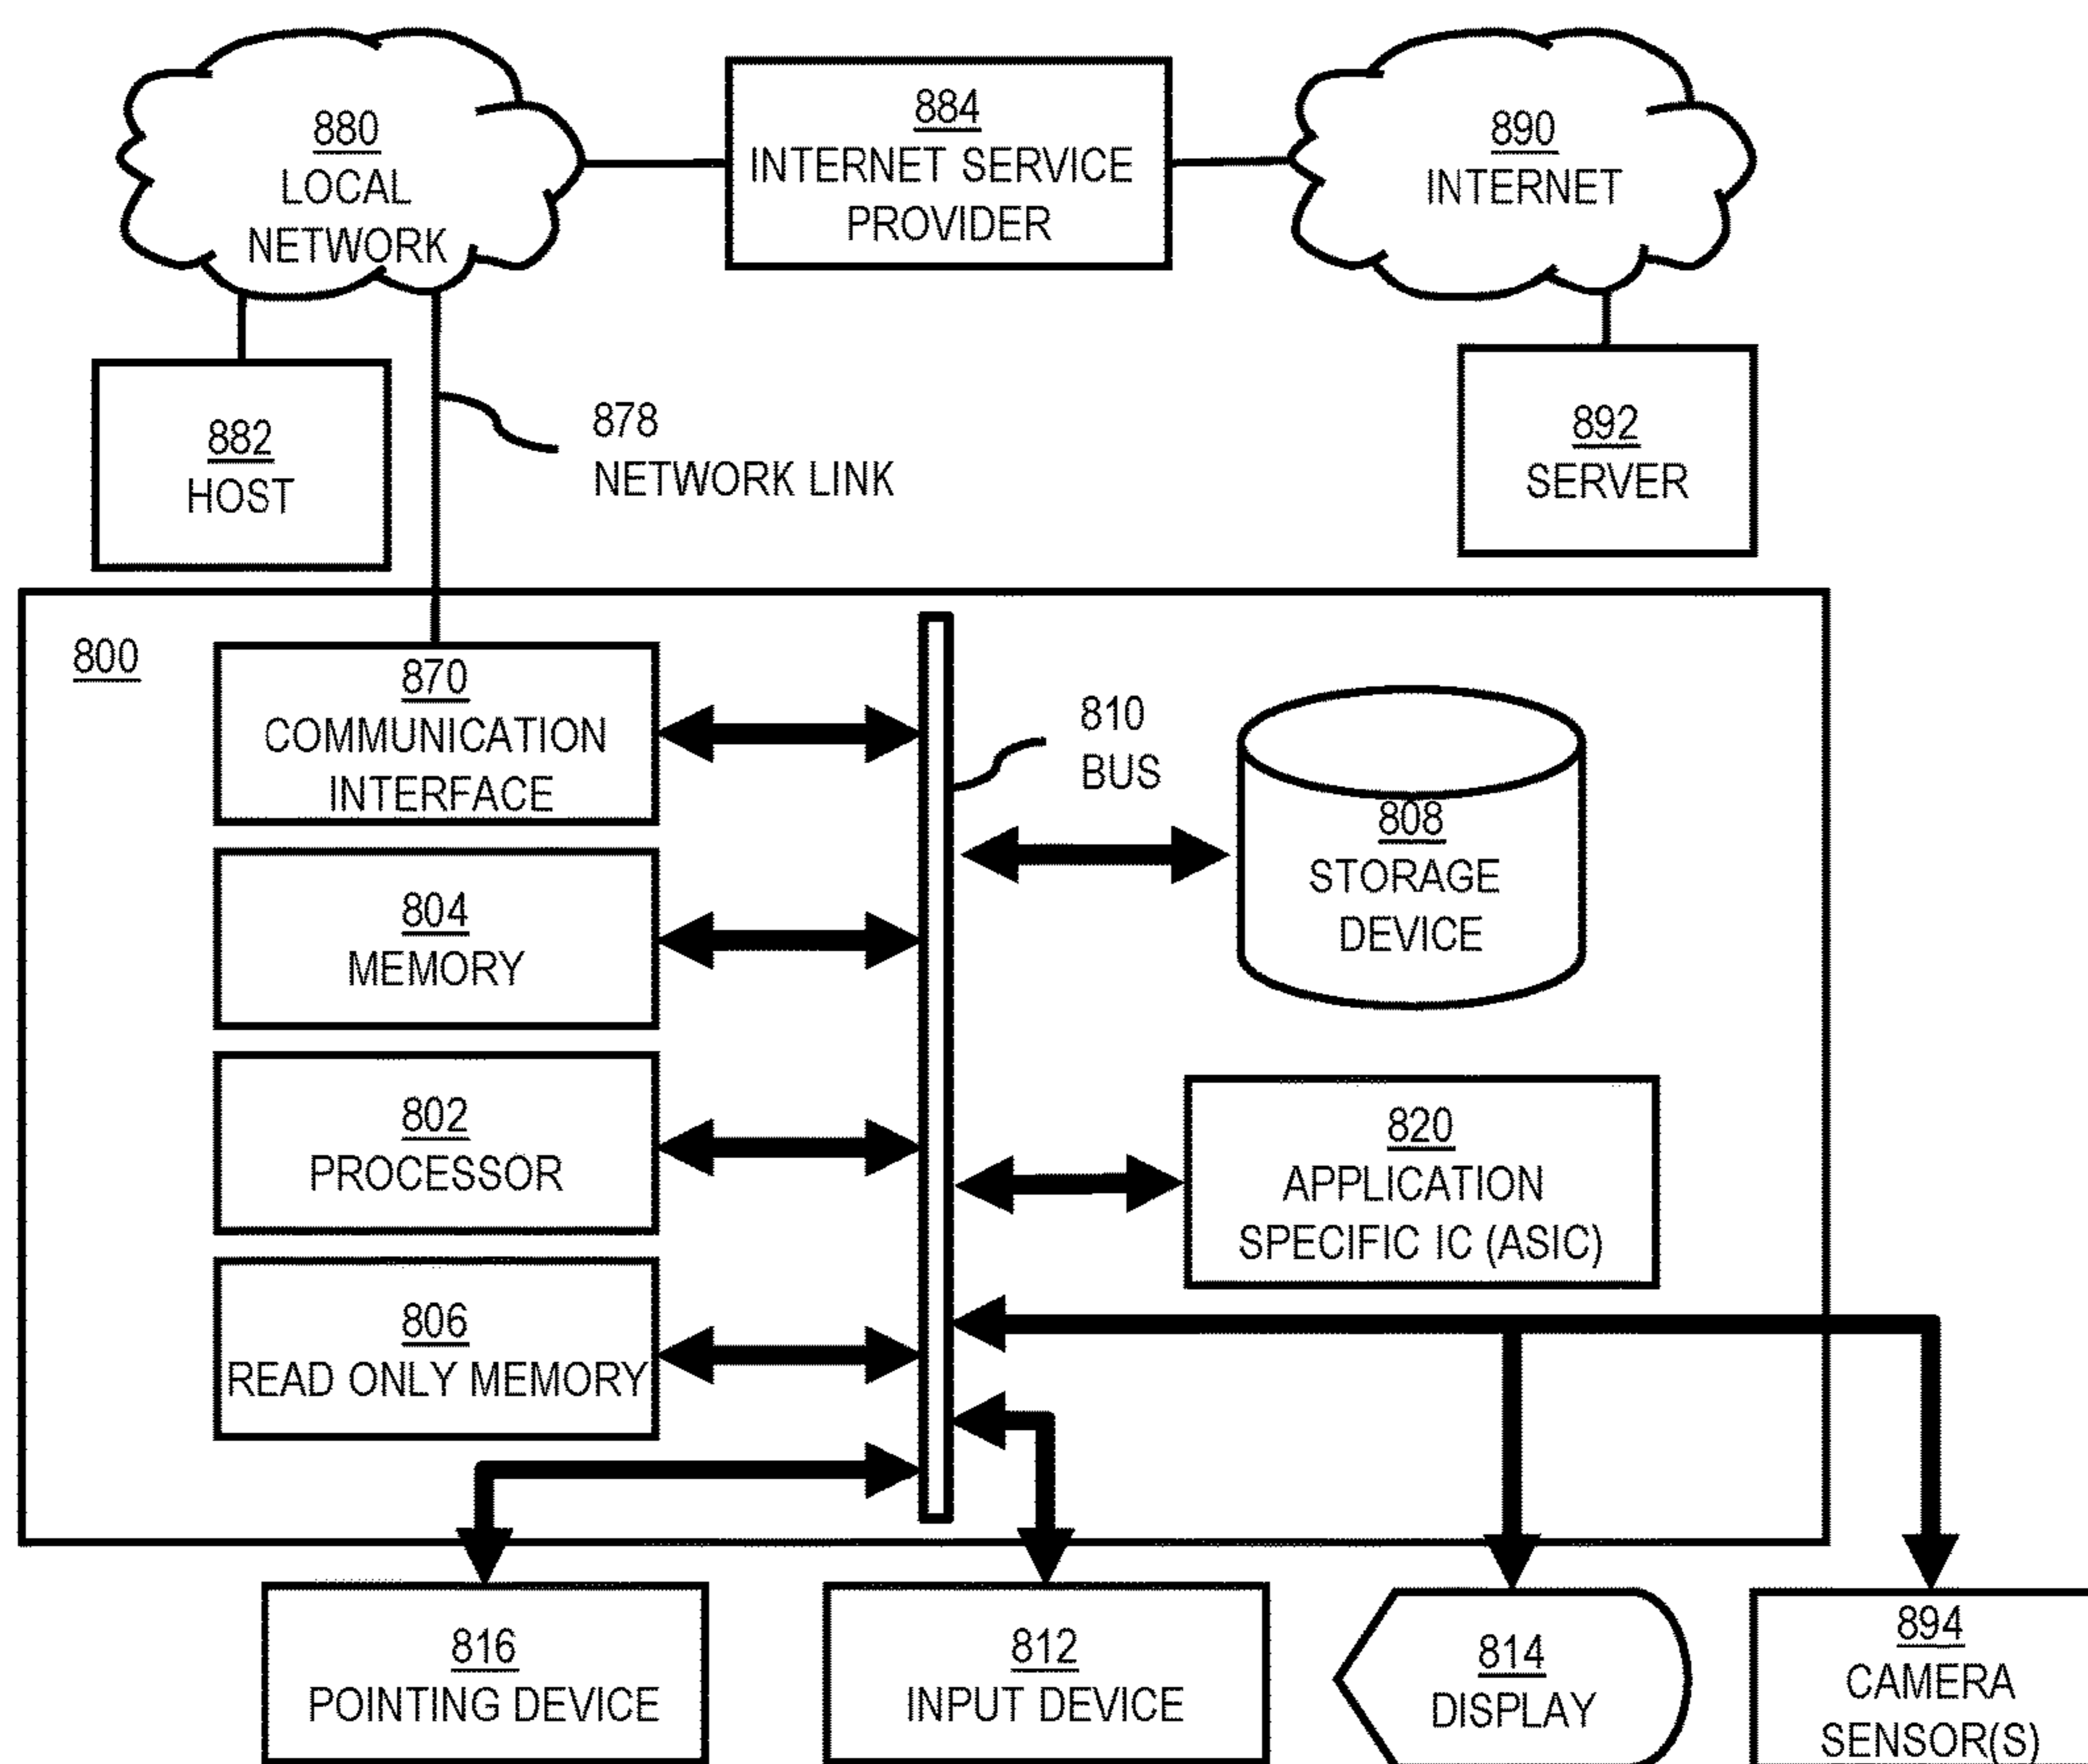 880
LOCAL
NETWORK
884
INTERNET SERVICE
PROVIDER
890
INTERNET
882
HOST
878
NETWORK LINK
892
SERVER
800
870
COMMUNICATION
INTERFACE
810
BUS
808
STORAGE
DEVICE
804
MEMORY
802
PROCESSOR
820
APPLICATION
SPECIFIC IC (ASIC)
806
READ ONLY MEMORY
816
POINTING DEVICE
812
INPUT DEVICE
814
DISPLAY
894
CAMERA
SENSOR(S)